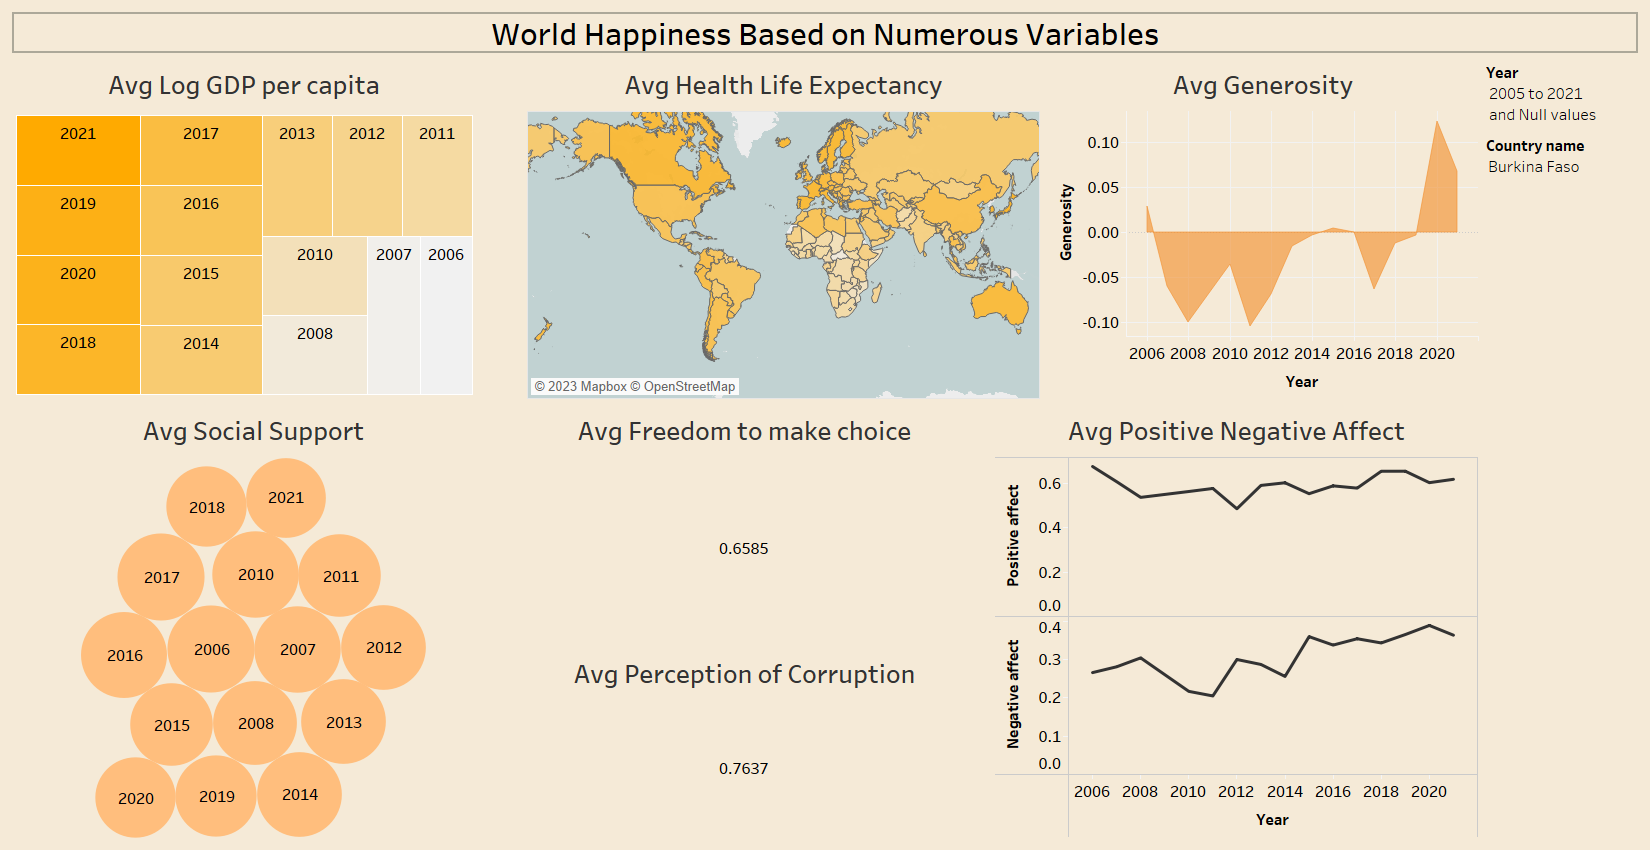 World Happiness Based on Numerous Variables
Avg Log GDP per capita
2021
2017
2013
2012
2011
2019
2016
2020
2015
2010
2007
2006
2018
2014
2008
Avg Health Life Expectancy
© 2023 Mapbox © OpenStreetMap
Avg Generosity
Generosity
0.10
0.05
0.00
-0.05
-0.10
2006 2008 2010 2012 2014 2016 2018 2020
Year
Year
2005 to 2021
and Null values
Country name
Burkina Faso
Avg Social Support
2018
2021
2017
2010
2011
2016
2006
2007
2012
2015
2008
2013
2020
2019
2014
Avg Freedom to make choice
0.6585
Avg Perception of Corruption
0.7637
Avg Positive Negative Affect
Positive affect
0.6
0.4
0.2
0.0
Negative affect
0.4
0.3
0.2
0.1
0.0
2006 2008 2010 2012 2014 2016 2018 2020
Year